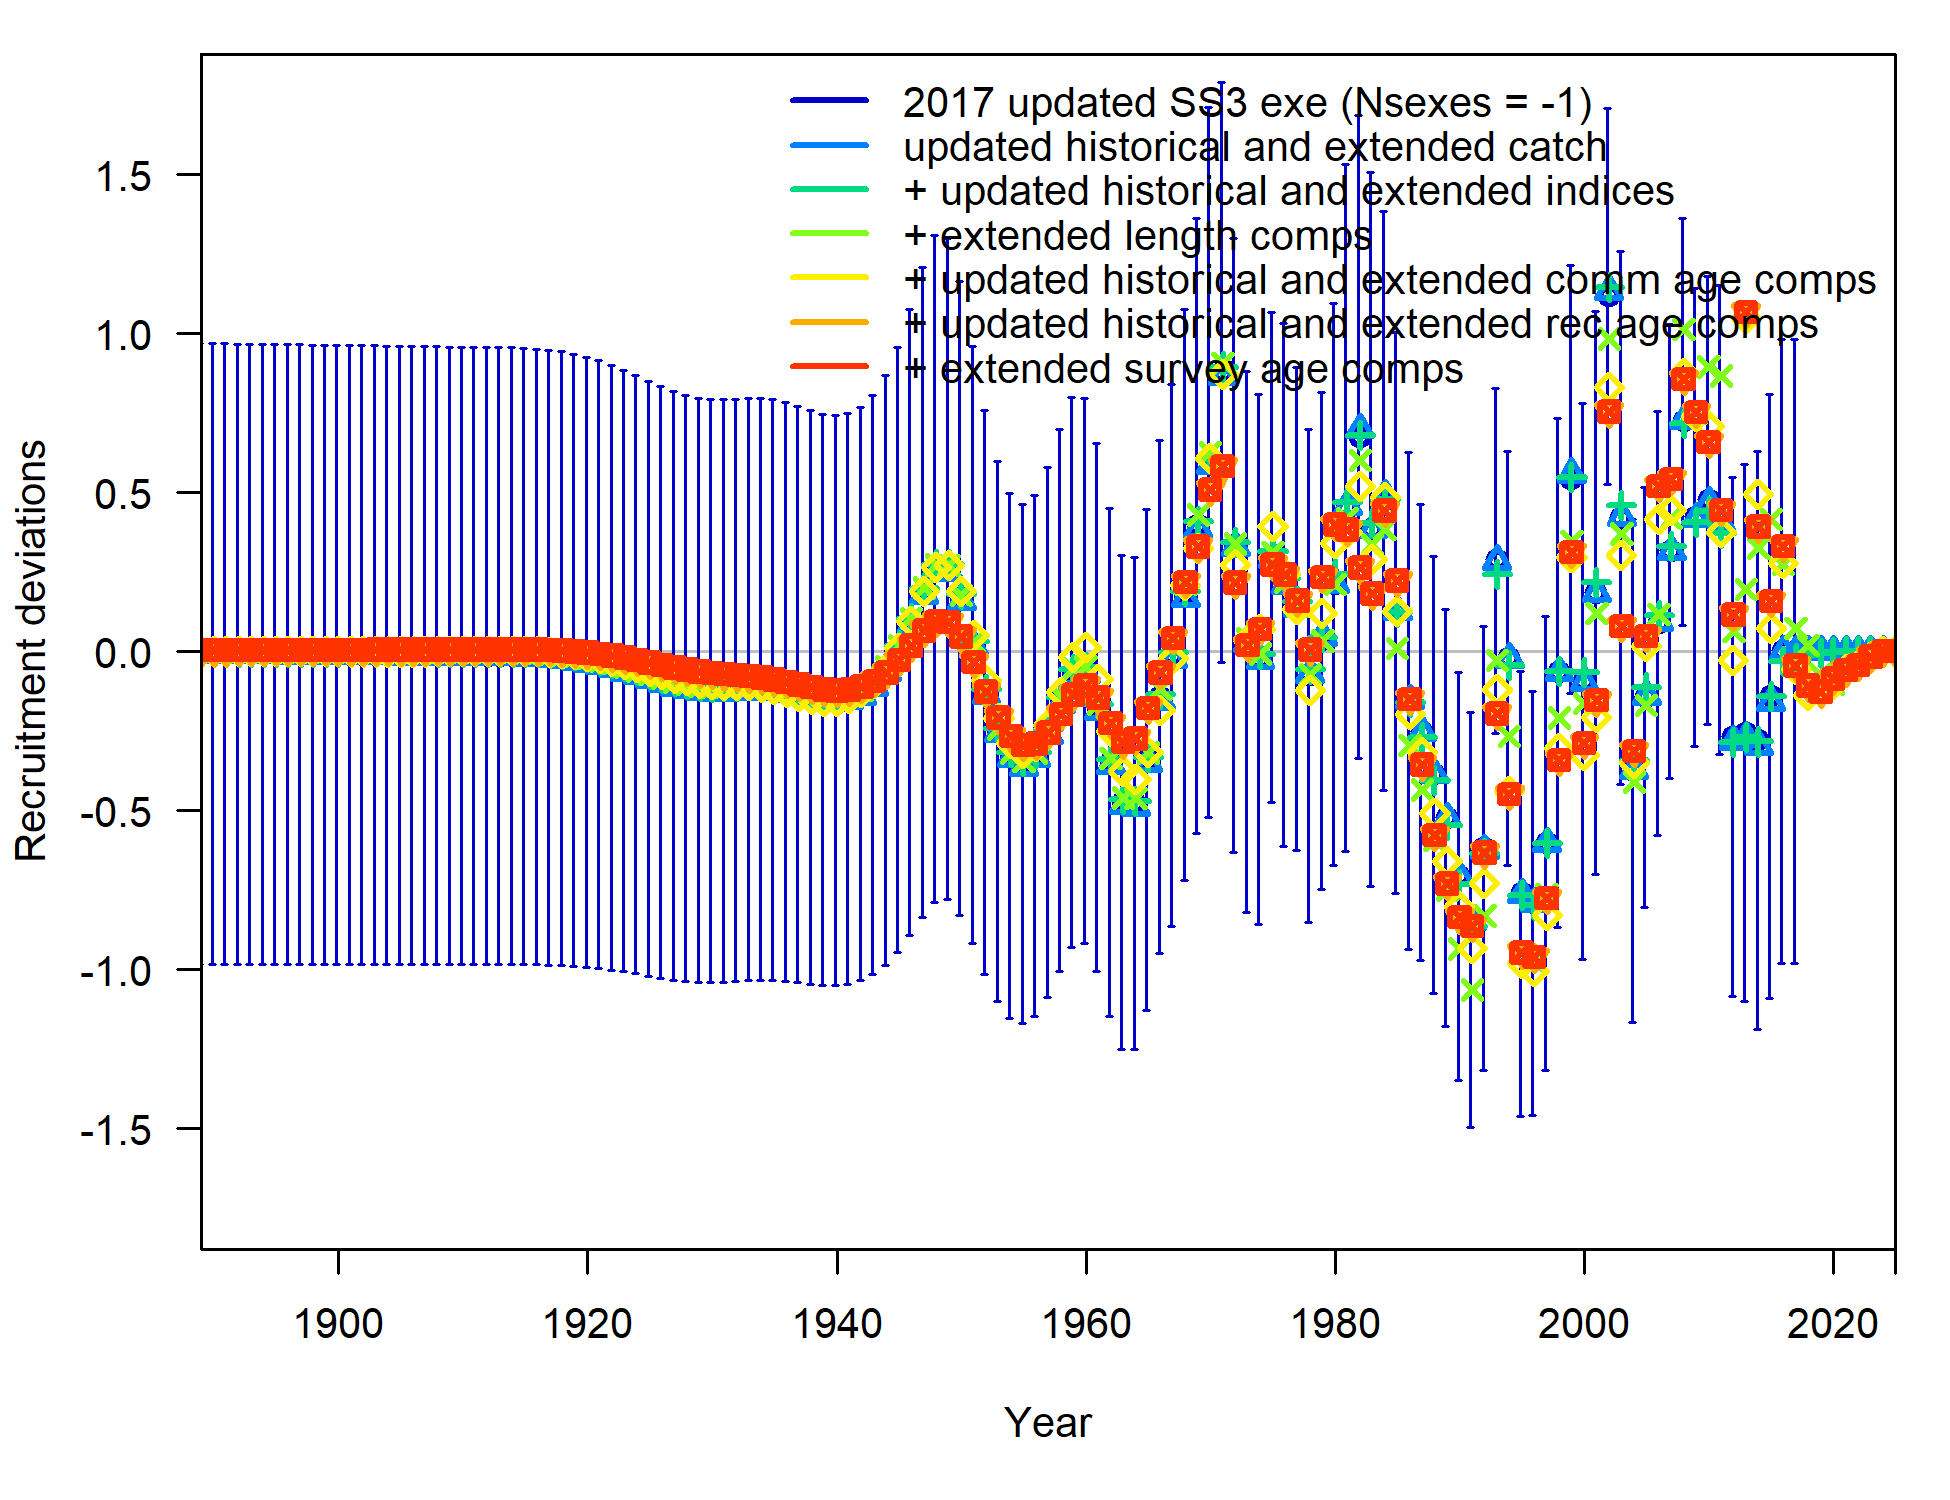 2017 updated SS3 exe (Nsexes = -1)
updated historical and extended catch
+ updated historical and extended indices
+ extended length comps
+ updated historical and extended comm age comps
+ updated historical and extended rec age comps
+ extended survey age comps
1.5
1.0
0.5
0.0
-0.5
-1.0
-1.5
Recruitment deviations
1900 1920 1940 1960 1980 2000 2020
Year